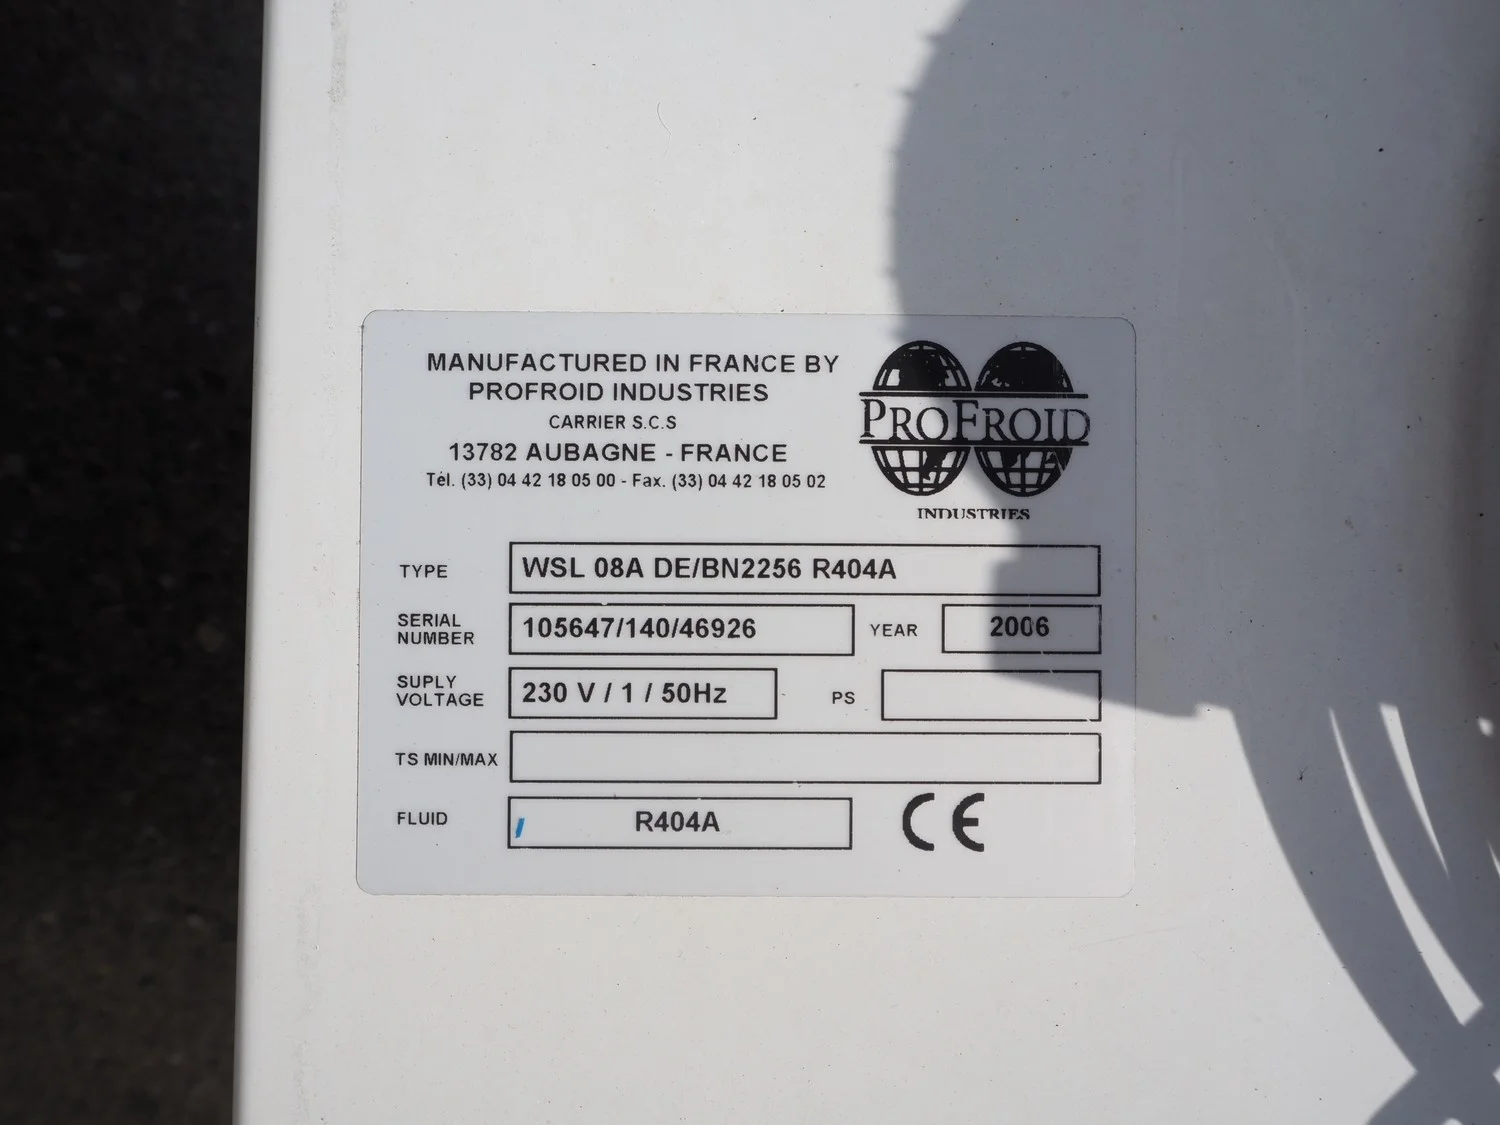 MANUFACTURED IN FRANCE BY
PROFROID INDUSTRIES
CARRIER S.C.S
13782 AUBAGNE - FRANCE
Tél. (33) 04 42 18 05 00 - Fax. (33) 04 42 18 05 02
PROFROID
INDUSTRIES
TYPE WSL 08A DE/BN2256 R404A
SERIAL NUMBER 105647/140/46926 YEAR 2006
SUPLY VOLTAGE 230 V / 1 / 50Hz PS
TS MIN/MAX
FLUID R404A CE